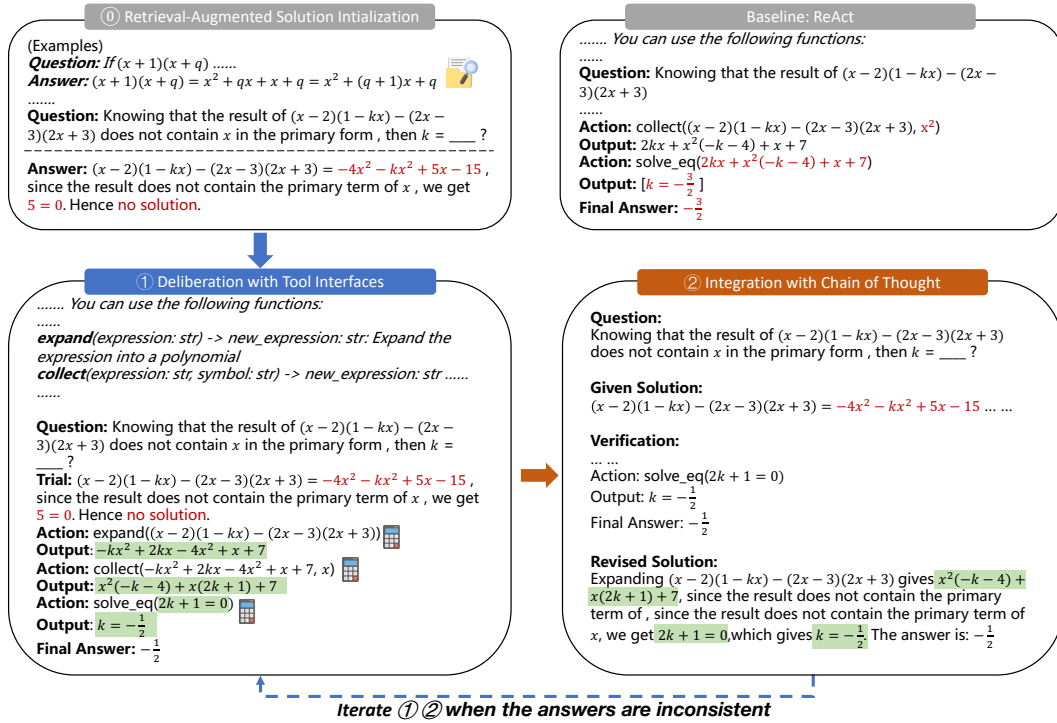 ⓪ Retrieval-Augmented Solution Intialization
(Examples)
Question: If (x + 1)(x + q) ......
Answer: (x + 1)(x + q) = x² + qx + x + q = x² + (q + 1)x + q
.......
Question: Knowing that the result of (x − 2)(1 − kx) − (2x −
3)(2x + 3) does not contain x in the primary form , then k = ___ ?
Answer: (x − 2)(1 − kx) − (2x − 3)(2x + 3) = −4x² − kx² + 5x − 15 ,
since the result does not contain the primary term of x , we get
5 = 0. Hence no solution.
Baseline: ReAct
....... You can use the following functions:
......
Question: Knowing that the result of (x − 2)(1 − kx) − (2x −
3)(2x + 3)
......
Action: collect((x − 2)(1 − kx) − (2x − 3)(2x + 3), x²)
Output: 2kx + x²(−k − 4) + x + 7
Action: solve_eq(2kx + x²(−k − 4) + x + 7)
Output: [k = −3/2 ]
Final Answer: −3/2
① Deliberation with Tool Interfaces
....... You can use the following functions:
......
expand(expression: str) -> new_expression: str: Expand the
expression into a polynomial
collect(expression: str, symbol: str) -> new_expression: str ......
......
Question: Knowing that the result of (x − 2)(1 − kx) − (2x −
3)(2x + 3) does not contain x in the primary form , then k =
___ ?
Trial: (x − 2)(1 − kx) − (2x − 3)(2x + 3) = −4x² − kx² + 5x − 15 ,
since the result does not contain the primary term of x , we get
5 = 0. Hence no solution.
Action: expand((x − 2)(1 − kx) − (2x − 3)(2x + 3))
Output: −kx² + 2kx − 4x² + x + 7
Action: collect(−kx² + 2kx − 4x² + x + 7, x)
Output: x²(−k − 4) + x(2k + 1) + 7
Action: solve_eq(2k + 1 = 0)
Output: k = −1/2
Final Answer: −1/2
② Integration with Chain of Thought
Question:
Knowing that the result of (x − 2)(1 − kx) − (2x − 3)(2x + 3)
does not contain x in the primary form , then k = ___ ?
Given Solution:
(x − 2)(1 − kx) − (2x − 3)(2x + 3) = −4x² − kx² + 5x − 15 ... ...
Verification:
... ...
Action: solve_eq(2k + 1 = 0)
Output: k = −1/2
Final Answer: −1/2
Revised Solution:
Expanding (x − 2)(1 − kx) − (2x − 3)(2x + 3) gives x²(−k − 4) +
x(2k + 1) + 7, since the result does not contain the primary
term of , since the result does not contain the primary term of
x, we get 2k + 1 = 0,which gives k = −1/2. The answer is: −1/2
Iterate ① ② when the answers are inconsistent